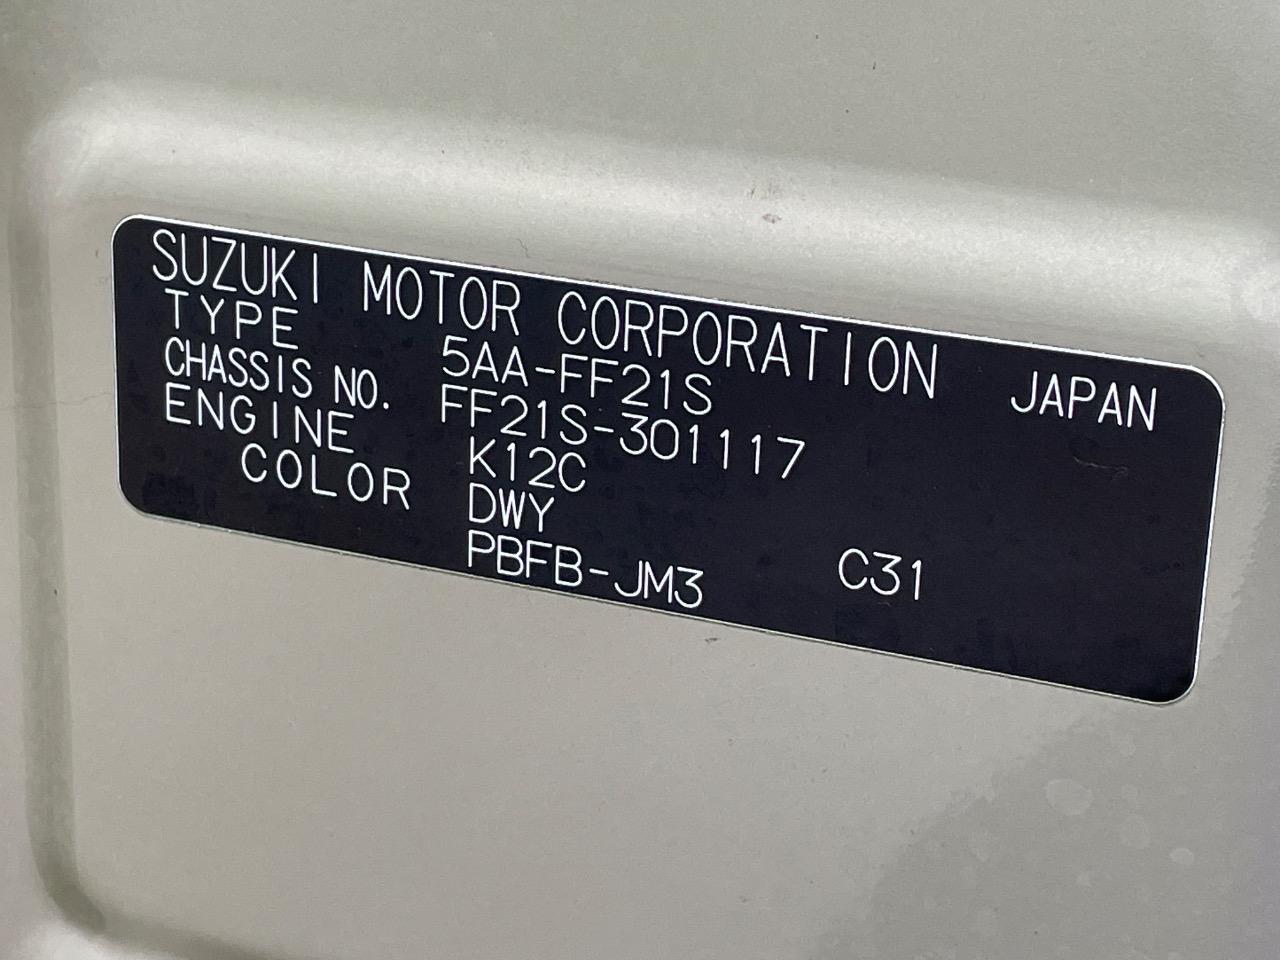 SUZUKI MOTOR CORPORATION JAPAN
TYPE 5AA-FF21S
CHASSIS NO. FF21S-301117
ENGINE K12C
COLOR DWY
PBFB-JM3 C31